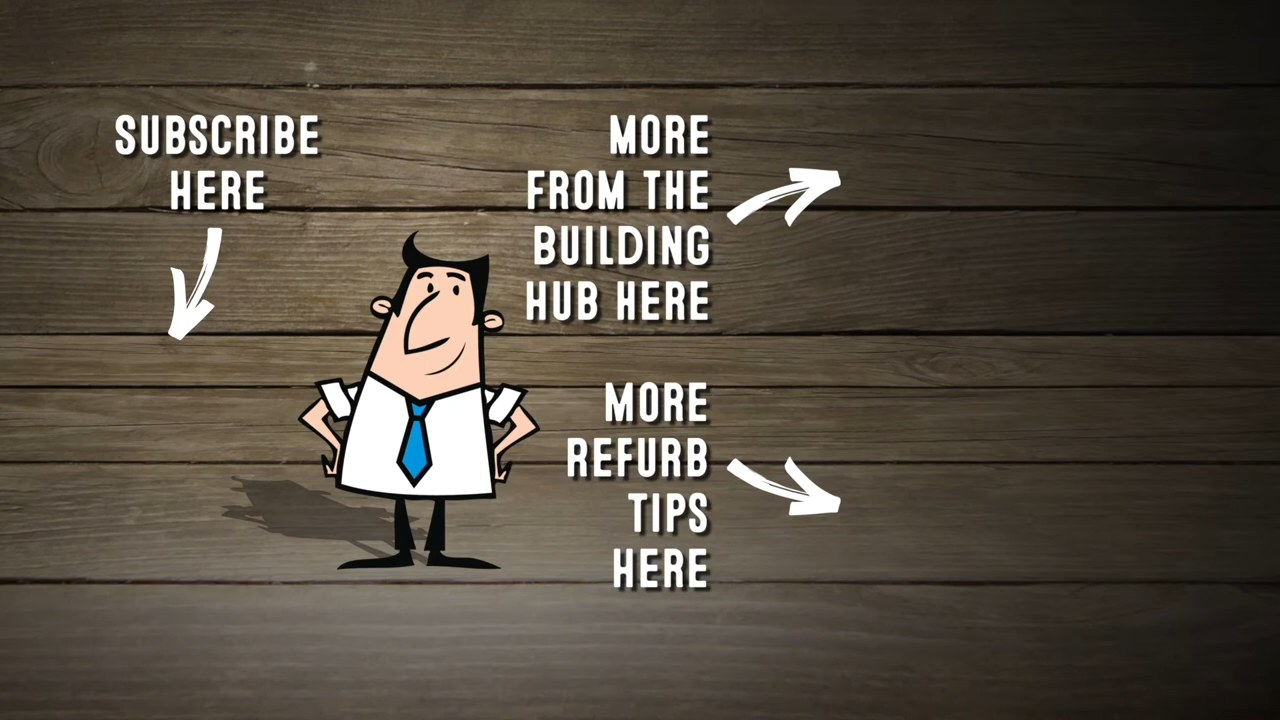 SUBSCRIBE
HERE
MORE
FROM THE
BUILDING
HUB HERE
MORE
REFURB
TIPS
HERE